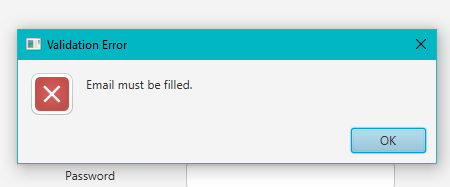 Validation Error
Email must be filled.
OK
Password